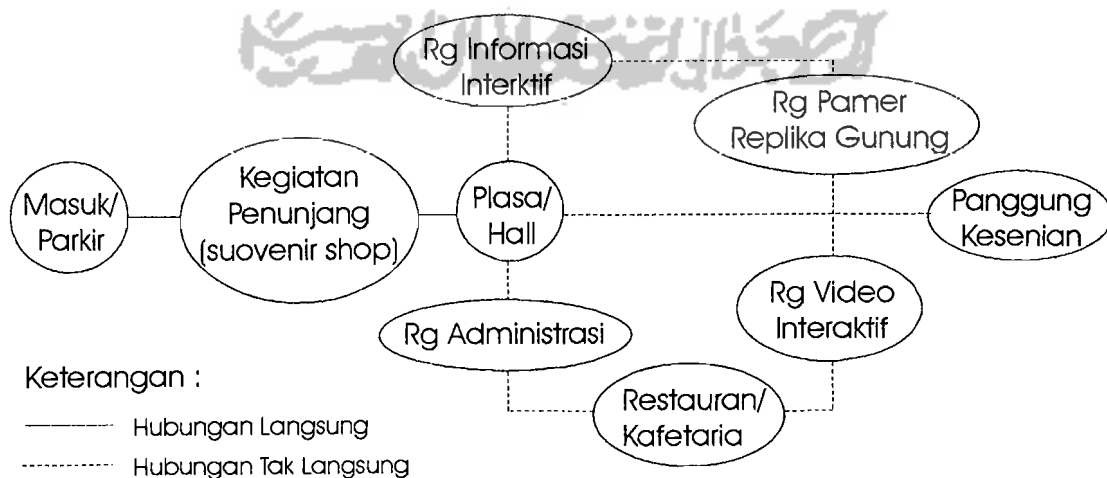 Rg Informasi
Interktif
Rg Pamer
Replika Gunung
Masuk/
Parkir
Kegiatan
Penunjang
(suovenir shop)
Plasa/
Hall
Panggung
Kesenian
Rg Video
Interaktif
Rg Administrasi
Restauran/
Kafetaria
Keterangan :
Hubungan Langsung
Hubungan Tak Langsung